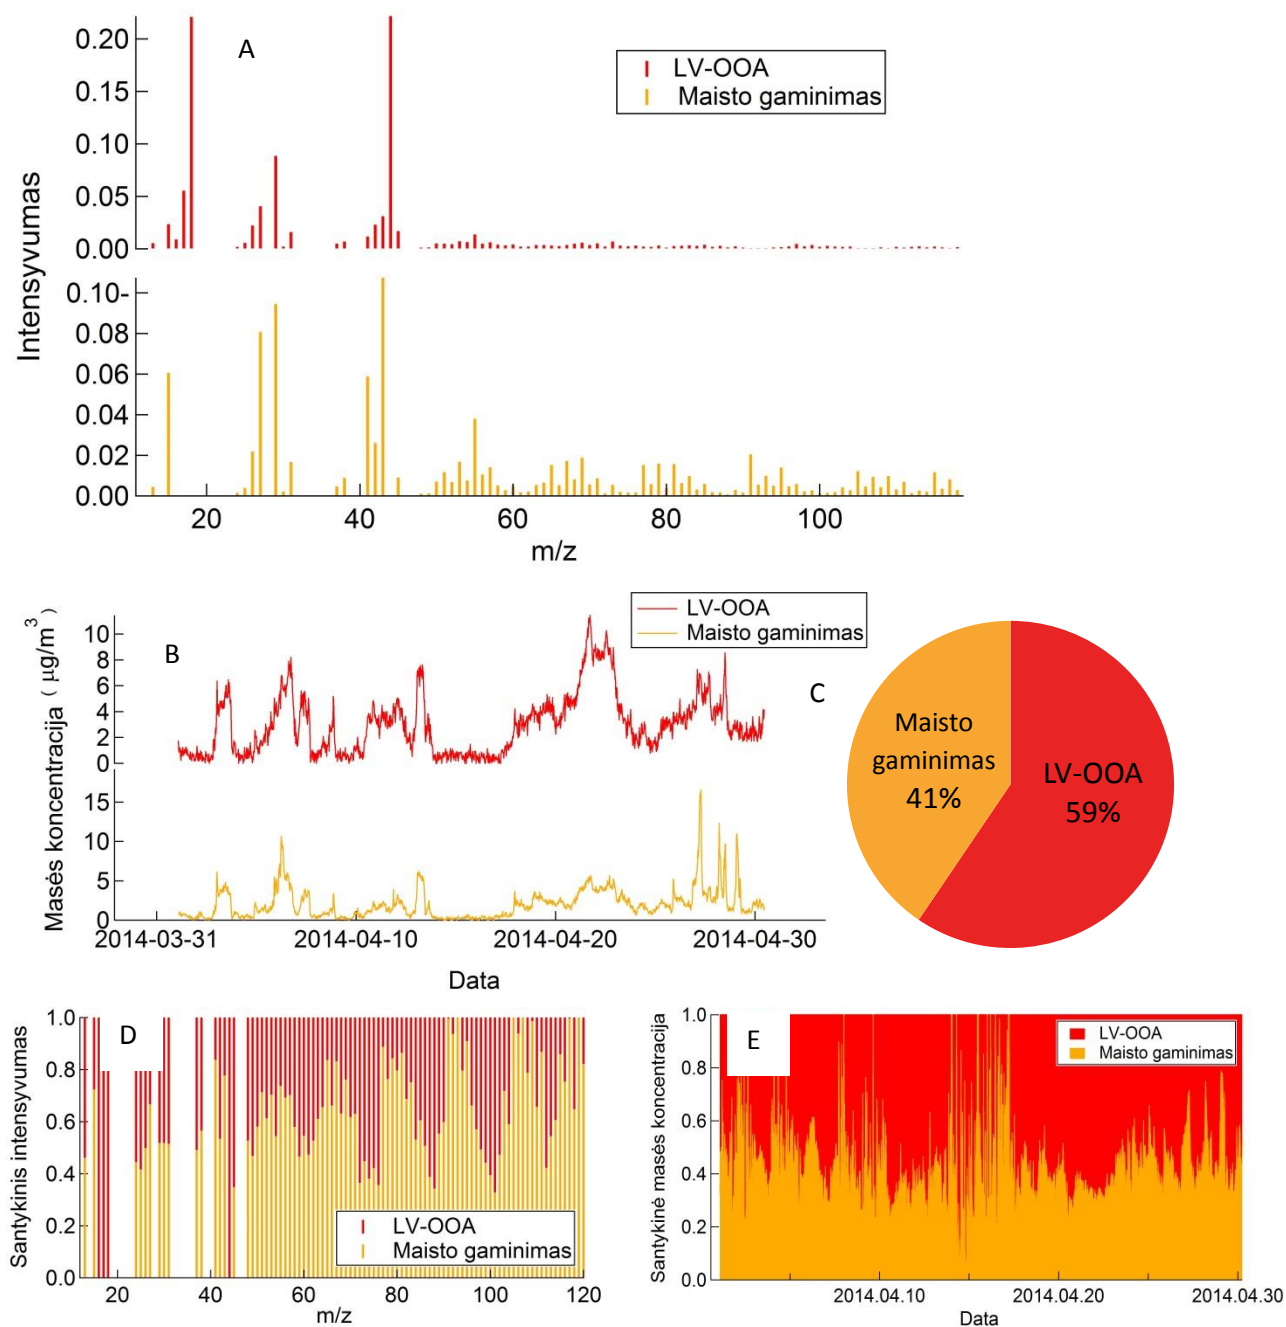 A
LV-OOA
Maisto gaminimas
Intensyvumas
0.20
0.15
0.10
0.05
0.00
0.10-
0.08
0.06
0.04
0.02
0.00
20
40
60
80
100
m/z
B
LV-OOA
Maisto gaminimas
Masės koncentracija ( µg/m³ )
10
8
6
4
2
0
15
10
5
0
2014-03-31
2014-04-10
2014-04-20
2014-04-30
Data
C
Maisto
gaminimas
41%
LV-OOA
59%
D
Santykinis intensyvumas
1.0
0.8
0.6
0.4
0.2
0.0
LV-OOA
Maisto gaminimas
20
40
60
80
100
120
m/z
E
Santykinė masės koncentracija
1.0
0.8
0.6
0.4
0.2
0.0
LV-OOA
Maisto gaminimas
2014.04.10
2014.04.20
2014.04.30
Data